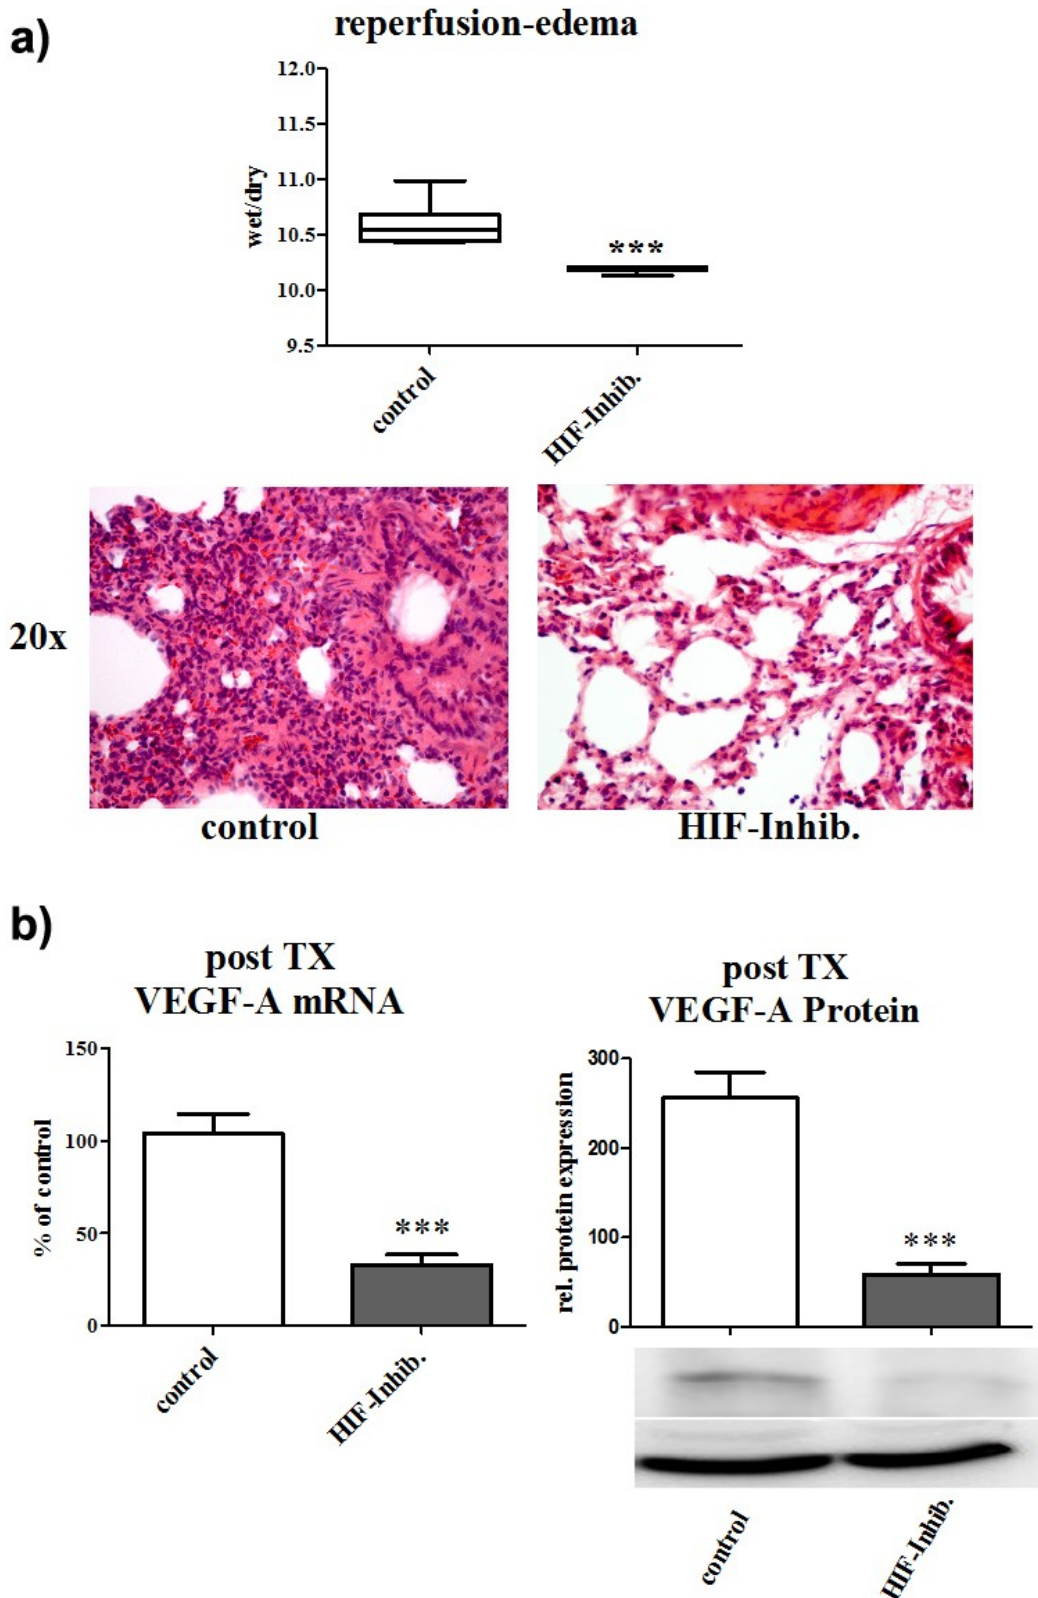 a)
reperfusion-edema
12.0
11.5
11.0
10.5
10.0
9.5
wet/dry
***
control
HIF-Inhib.
20x
control
HIF-Inhib.
b)
post TX
VEGF-A mRNA
150
100
50
0
% of control
***
control
HIF-Inhib.
post TX
VEGF-A Protein
300
200
100
0
rel. protein expression
***
control
HIF-Inhib.